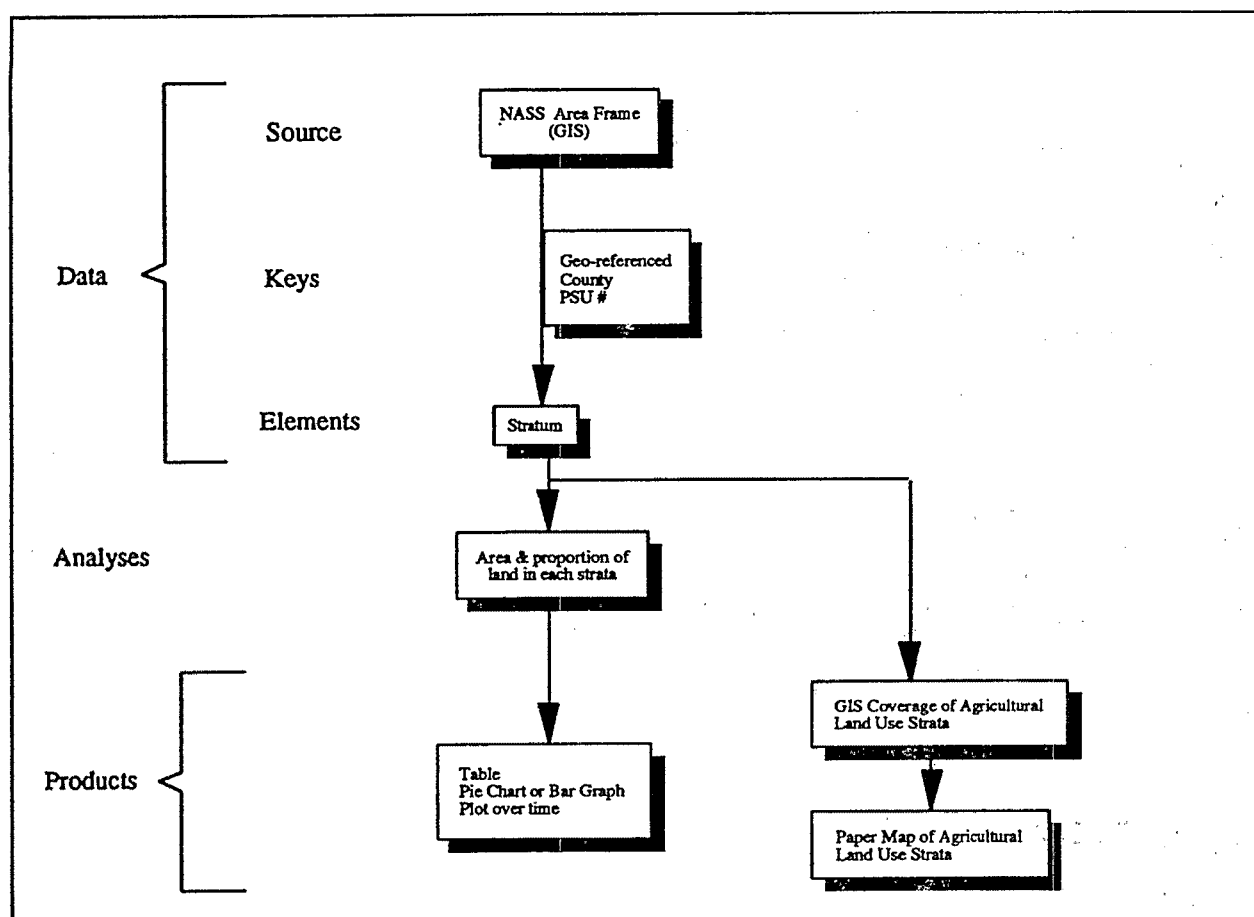 Source
NASS Area Frame
(GIS)
Data
Keys
Geo-referenced
County
PSU #
Elements
Stratum
Analyses
Area & proportion of
land in each strata
Products
Table
Pie Chart or Bar Graph
Plot over time
GIS Coverage of Agricultural
Land Use Strata
Paper Map of Agricultural
Land Use Strata